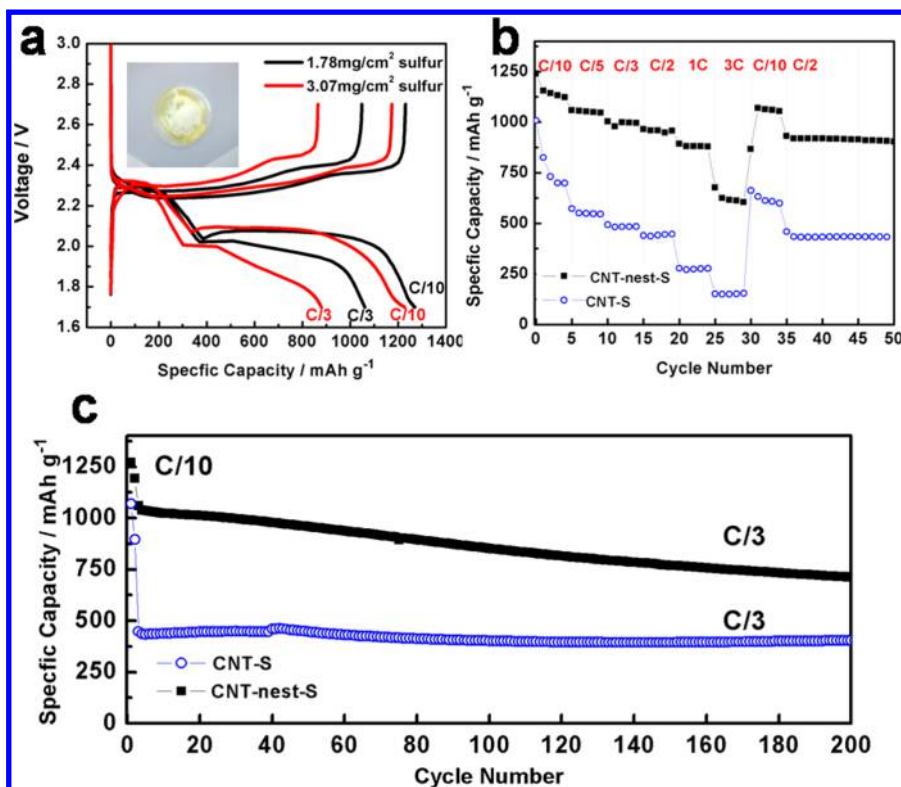 a
3.0
2.8
2.6
2.4
2.2
2.0
1.8
1.6
Voltage / V
1.78mg/cm² sulfur
3.07mg/cm² sulfur
C/10
C/3
C/3
C/10
0 200 400 600 800 1000 1200 1400
Specfic Capacity / mAh g⁻¹
b
1250
1000
750
500
250
0
Specfic Capacity / mAh g⁻¹
C/10 C/5 C/3 C/2 1C 3C C/10 C/2
CNT-nest-S
CNT-S
0 5 10 15 20 25 30 35 40 45 50
Cycle Number
c
1250
1000
750
500
250
0
Specfic Capacity / mAh g⁻¹
C/10
C/3
C/3
CNT-S
CNT-nest-S
0 20 40 60 80 100 120 140 160 180 200
Cycle Number